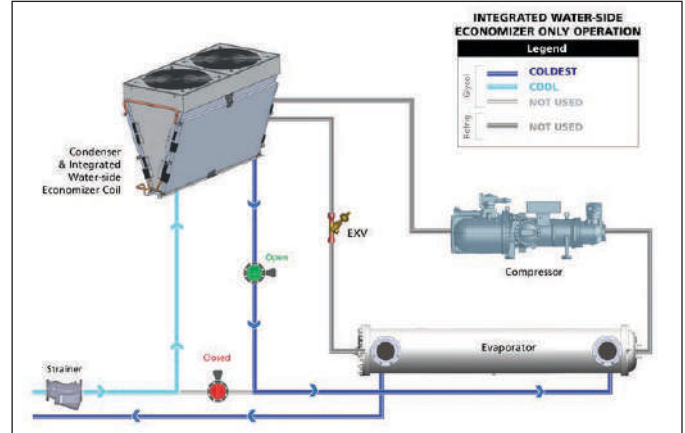 INTEGRATED WATER-SIDE
ECONOMIZER ONLY OPERATION
Legend
Glycol
COLDEST
COOL
NOT USED
Refrig
NOT USED
Condenser
& Integrated
Water-side
Economizer Coil
EXV
Compressor
Open
Evaporator
Closed
Strainer